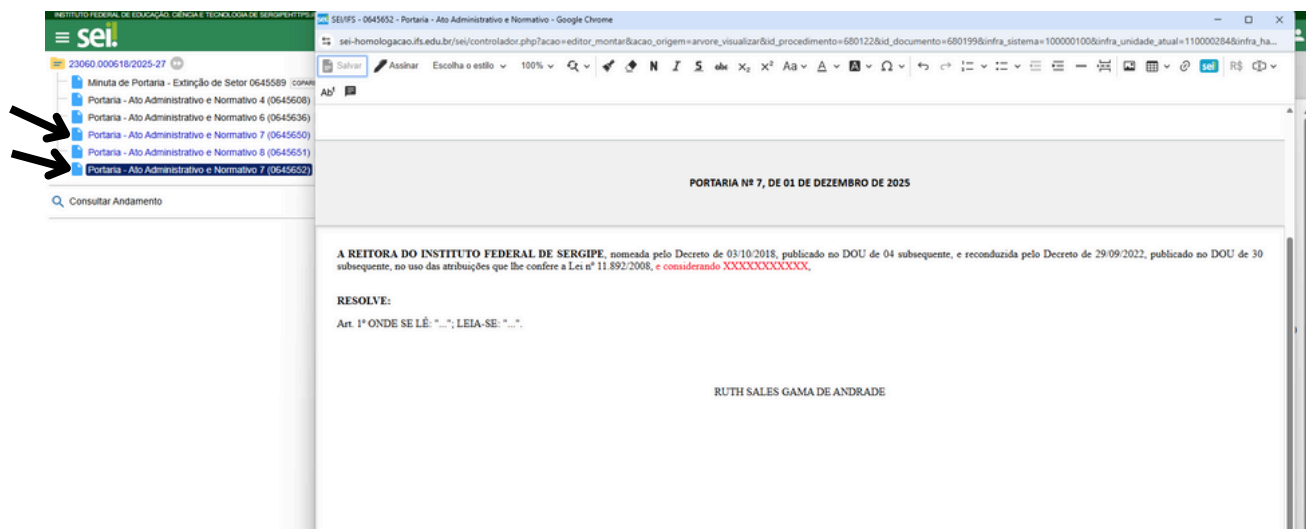 INSTITUTO FEDERAL DE EDUCAÇÃO, CIÊNCIA E TECNOLOGIA DE SERGIPEHTTPS:/
sei!
23060.000618/2025-27
Minuta de Portaria - Extinção de Setor 0645589
Portaria - Ato Administrativo e Normativo 4 (0645608)
Portaria - Ato Administrativo e Normativo 6 (0645636)
Portaria - Ato Administrativo e Normativo 7 (0645650)
Portaria - Ato Administrativo e Normativo 8 (0645651)
Portaria - Ato Administrativo e Normativo 7 (0645652)
Consultar Andamento
SEI/IFS - 0645652 - Portaria - Ato Administrativo e Normativo - Google Chrome
sei-homologacao.ifs.edu.br/sei/controlador.php?acao=editor_montar&acao_origem=arvore_visualizar&id_procedimento=680122&id_documento=680199&infra_sistema=100000100&infra_unidade_atual=110000284&infra_ha...
Salvar Assinar Escolha o estilo 100% N I S abc X₂ X² Aa A A Ω sei R$
Ab¹
PORTARIA Nº 7, DE 01 DE DEZEMBRO DE 2025
A REITORA DO INSTITUTO FEDERAL DE SERGIPE, nomeada pelo Decreto de 03/10/2018, publicado no DOU de 04 subsequente, e reconduzida pelo Decreto de 29/09/2022, publicado no DOU de 30
subsequente, no uso das atribuições que lhe confere a Lei nº 11.892/2008, e considerando XXXXXXXXXXX,
RESOLVE:
Art. 1º ONDE SE LÊ: "..."; LEIA-SE: "...".
RUTH SALES GAMA DE ANDRADE